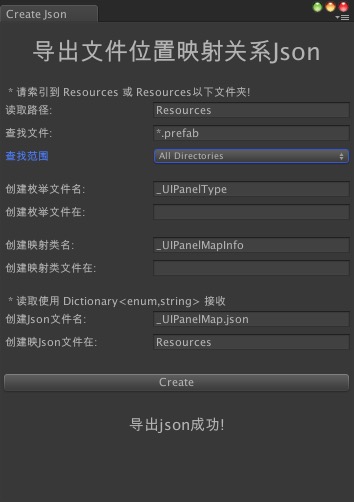 Create Json
导出文件位置映射关系Json
* 请索引到 Resources 或 Resources以下文件夹!
读取路径: Resources
查找文件: *.prefab
查找范围 All Directories
创建枚举文件名: _UIPanelType
创建枚举文件在:
创建映射类名: _UIPanelMapInfo
创建映射类文件在:
* 读取使用 Dictionary<enum,string> 接收
创建Json文件名: _UIPanelMap.json
创建映Json文件在: Resources
Create
导出json成功!